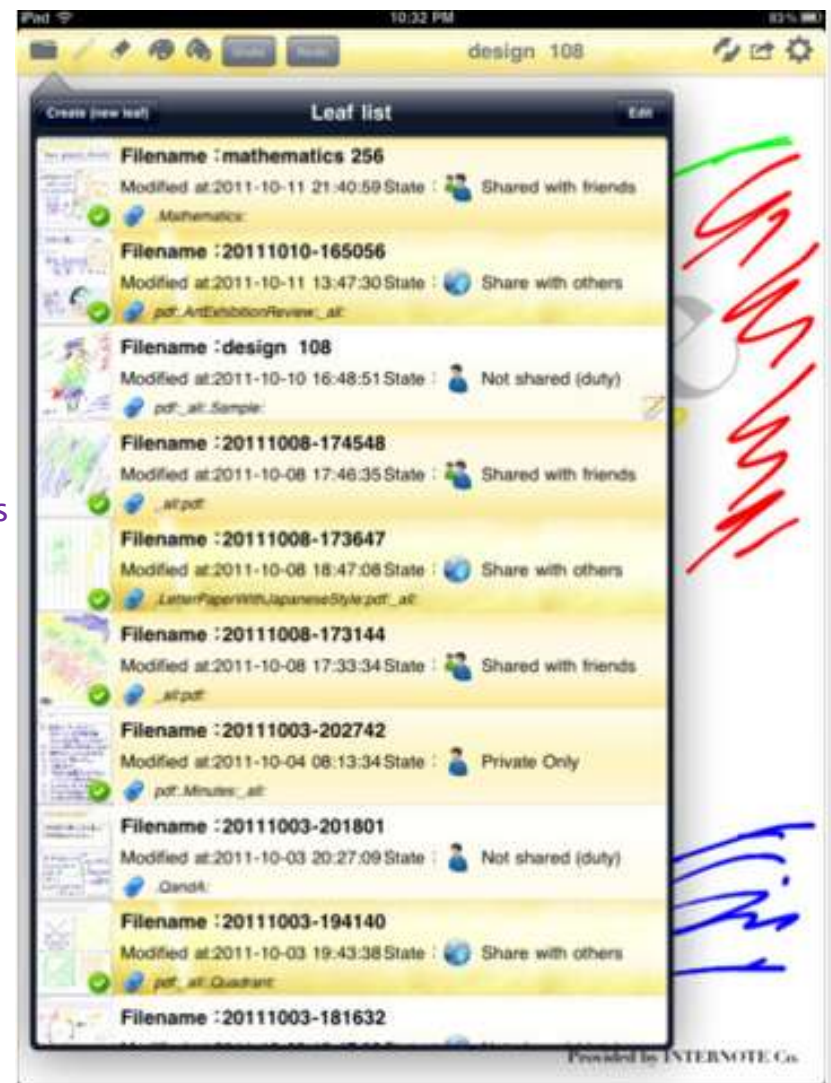 iPad 10:32 PM 83%
Undo Redo design 108
Create (new leaf) Leaf list Edit
Filename :mathematics 256
Modified at:2011-10-11 21:40:59 State : Shared with friends
.Mathematics:
Filename :20111010-165056
Modified at:2011-10-11 13:47:30 State : Share with others
pdf:.ArtExhibitionReview:_all:
Filename :design 108
Modified at:2011-10-10 16:48:51 State : Not shared (duty)
pdf:_all:.Sample:
Filename :20111008-174548
Modified at:2011-10-08 17:46:35 State : Shared with friends
_all:pdf:
s
Filename :20111008-173647
Modified at:2011-10-08 18:47:08 State : Share with others
.LetterPaperWithJapaneseStyle:pdf:_all:
Filename :20111008-173144
Modified at:2011-10-08 17:33:34 State : Shared with friends
_all:pdf:
Filename :20111003-202742
Modified at:2011-10-04 08:13:34 State : Private Only
pdf:.Minutes:_all:
Filename :20111003-201801
Modified at:2011-10-03 20:27:09 State : Not shared (duty)
.QandA:
Filename :20111003-194140
Modified at:2011-10-03 19:43:38 State : Share with others
pdf:_all:.Quadrant:
Filename :20111003-181632
Provided by INTERNOTE Co.